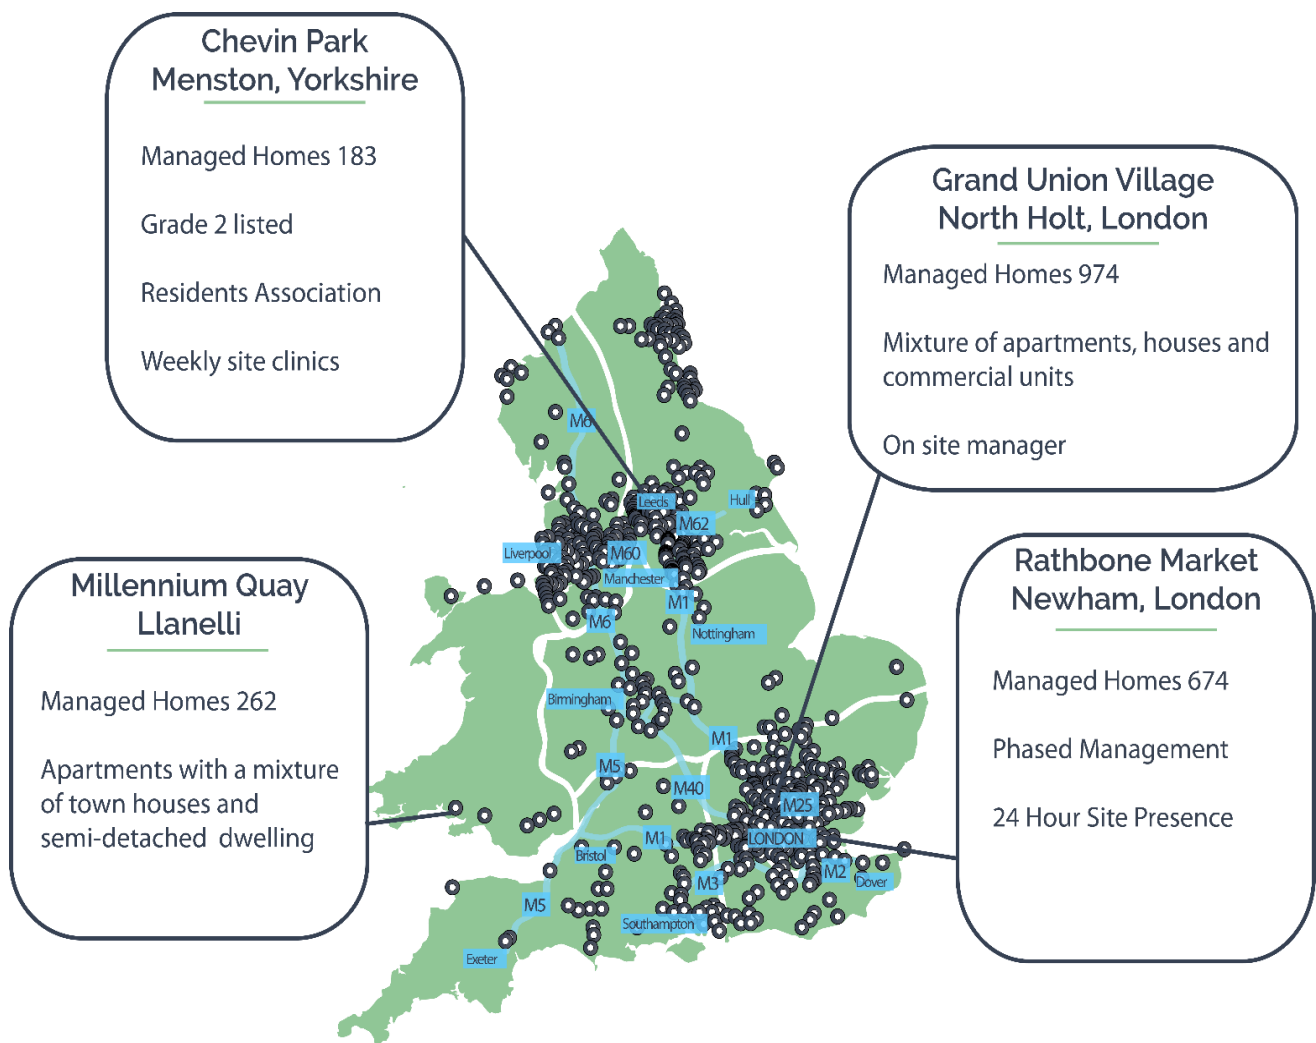 Chevin Park
Menston, Yorkshire
Managed Homes 183
Grade 2 listed
Residents Association
Weekly site clinics
Grand Union Village
North Holt, London
Managed Homes 974
Mixture of apartments, houses and
commercial units
On site manager
Millennium Quay
Llanelli
Managed Homes 262
Apartments with a mixture
of town houses and
semi-detached dwelling
Rathbone Market
Newham, London
Managed Homes 674
Phased Management
24 Hour Site Presence
M6
Leeds
Hull
M62
Liverpool
M60
Manchester
M1
M6
Nottingham
Birmingham
M1
M5
M40
M25
M1
LONDON
Bristol
M2
M3
Dover
M5
Southampton
Exeter